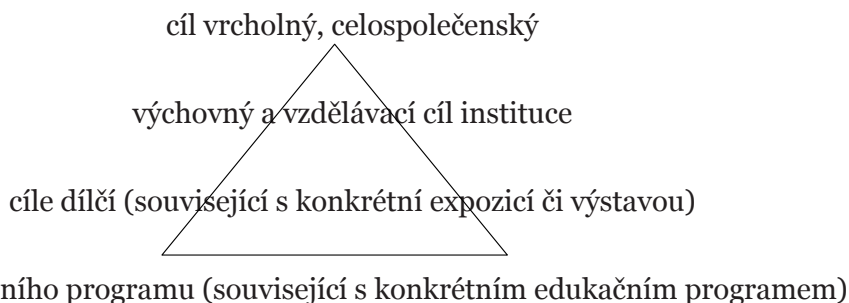 cíl vrcholný, celospolečenský
výchovný a vzdělávací cíl instituce
cíle dílčí (související s konkrétní expozicí či výstavou)
ního programu (související s konkrétním edukačním programem)